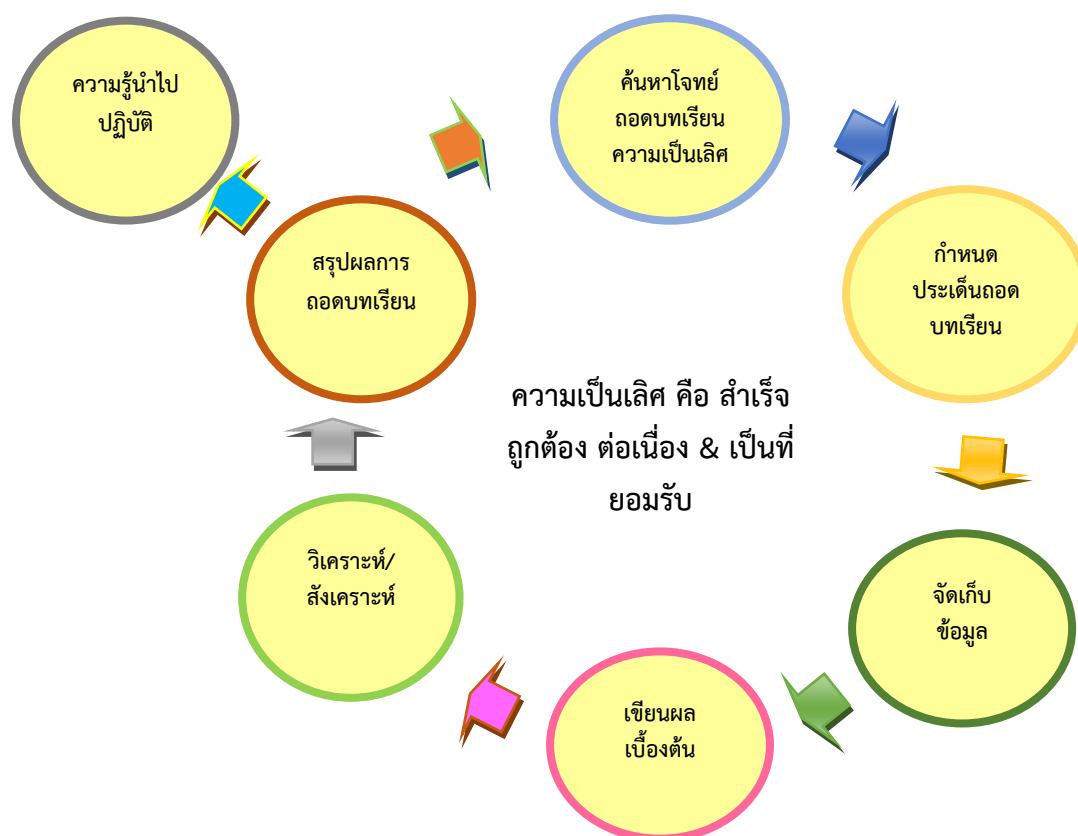 ความรู้นำไป
ปฏิบัติ
ค้นหาโจทย์
ถอดบทเรียน
ความเป็นเลิศ
กำหนด
ประเด็นถอด
บทเรียน
จัดเก็บ
ข้อมูล
เขียนผล
เบื้องต้น
วิเคราะห์/
สังเคราะห์
สรุปผลการ
ถอดบทเรียน
ความเป็นเลิศ คือ สำเร็จ
ถูกต้อง ต่อเนื่อง & เป็นที่
ยอมรับ